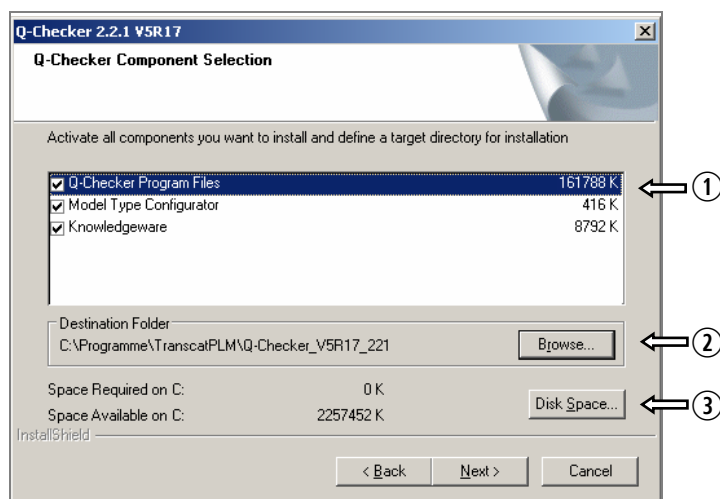 Q-Checker 2.2.1 V5R17
Q-Checker Component Selection
Activate all components you want to install and define a target directory for installation
Q-Checker Program Files 161788 K
Model Type Configurator 416 K
Knowledgeware 8792 K
①
Destination Folder
C:\Programme\TranscatPLM\Q-Checker_V5R17_221 Browse...
②
Space Required on C: 0 K
Space Available on C: 2257452 K
Disk Space...
③
InstallShield
< Back Next > Cancel